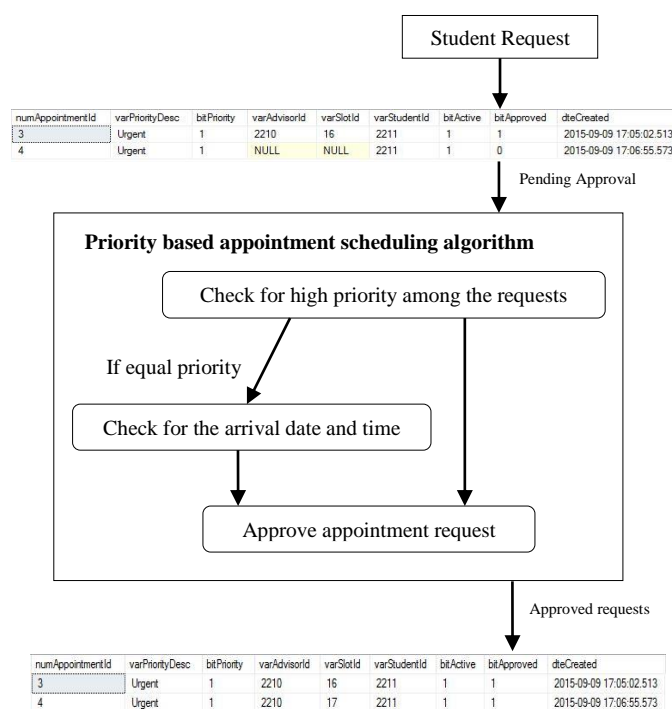 Student Request
numAppointmentId varPriorityDesc bitPriority varAdvisorId varSlotId varStudentId bitActive bitApproved dteCreated
3 Urgent 1 2210 16 2211 1 1 2015-09-09 17:05:02.513
4 Urgent 1 NULL NULL 2211 1 0 2015-09-09 17:06:55.573
Pending Approval
Priority based appointment scheduling algorithm
Check for high priority among the requests
If equal priority
Check for the arrival date and time
Approve appointment request
Approved requests
numAppointmentId varPriorityDesc bitPriority varAdvisorId varSlotId varStudentId bitActive bitApproved dteCreated
3 Urgent 1 2210 16 2211 1 1 2015-09-09 17:05:02.513
4 Urgent 1 2210 17 2211 1 1 2015-09-09 17:06:55.573